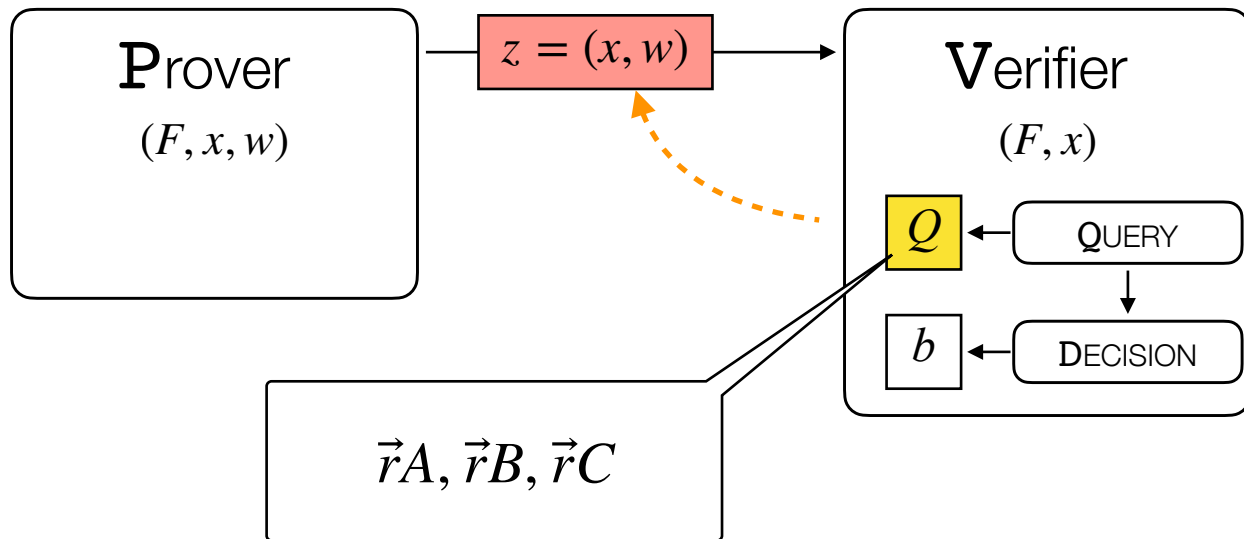 Prover
(F, x, w)
z = (x, w)
Verifier
(F, x)
Q
QUERY
b
DECISION
r⃗A, r⃗B, r⃗C